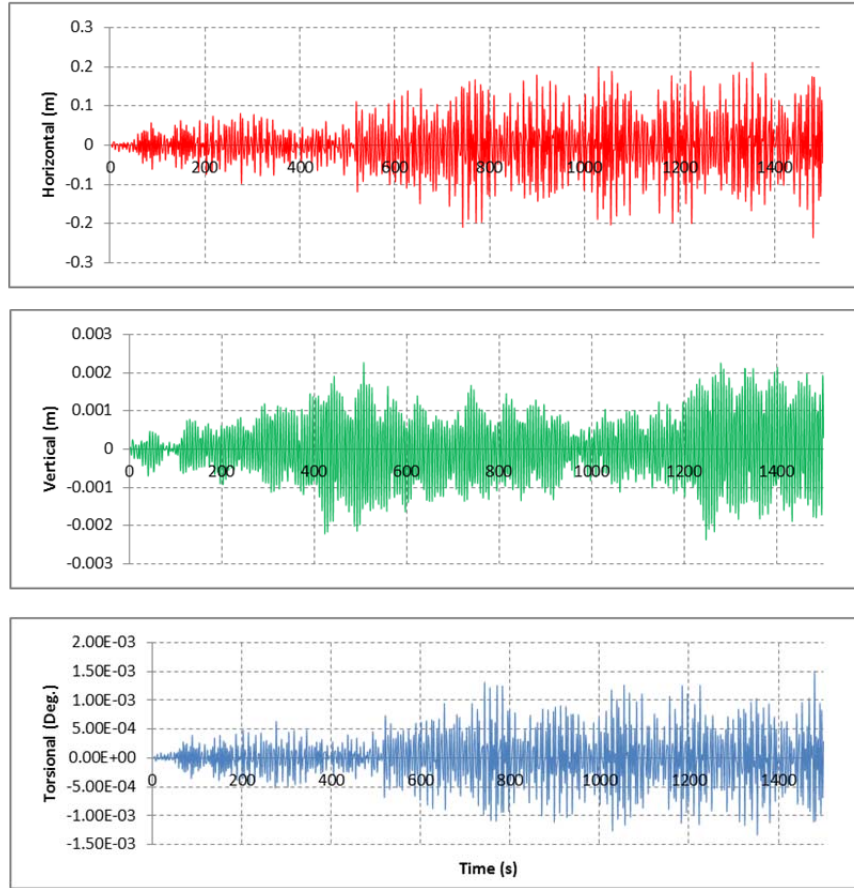 Horizontal (m)
0.3
0.2
0.1
0
-0.1
-0.2
-0.3
0 200 400 600 800 1000 1200 1400
Vertical (m)
0.003
0.002
0.001
0
-0.001
-0.002
-0.003
0 200 400 600 800 1000 1200 1400
Torsional (Deg.)
2.00E-03
1.50E-03
1.00E-03
5.00E-04
0.00E+00
-5.00E-04
-1.00E-03
-1.50E-03
0 200 400 600 800 1000 1200 1400
Time (s)